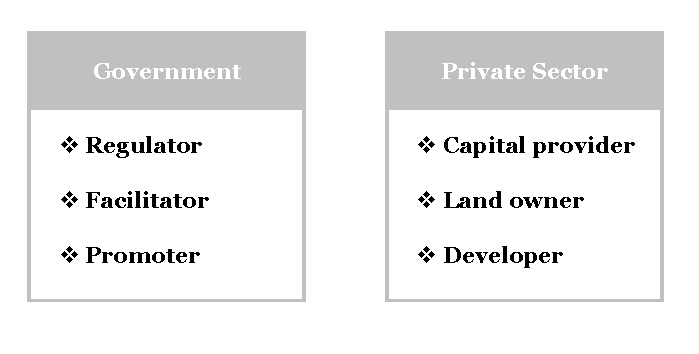 Government
❖ Regulator
❖ Facilitator
❖ Promoter
Private Sector
❖ Capital provider
❖ Land owner
❖ Developer